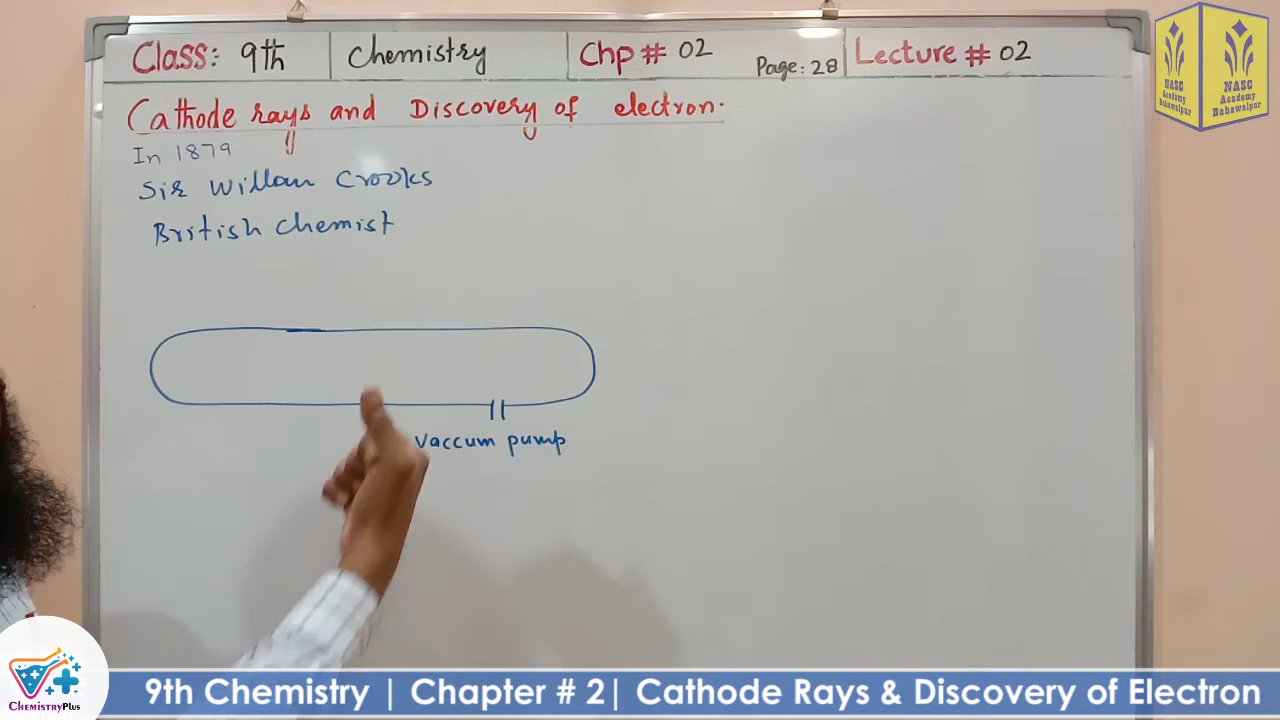 Class: 9th Chemistry Chp # 02 Page: 28 Lecture # 02
Cathode rays and Discovery of electron.
In 1879
Sir Willam Crooks
British chemist
vaccum pump
NASC Academy Bahawalpur
NASC Academy Bahawalpur
ChemistryPlus
9th Chemistry | Chapter # 2| Cathode Rays & Discovery of Electron